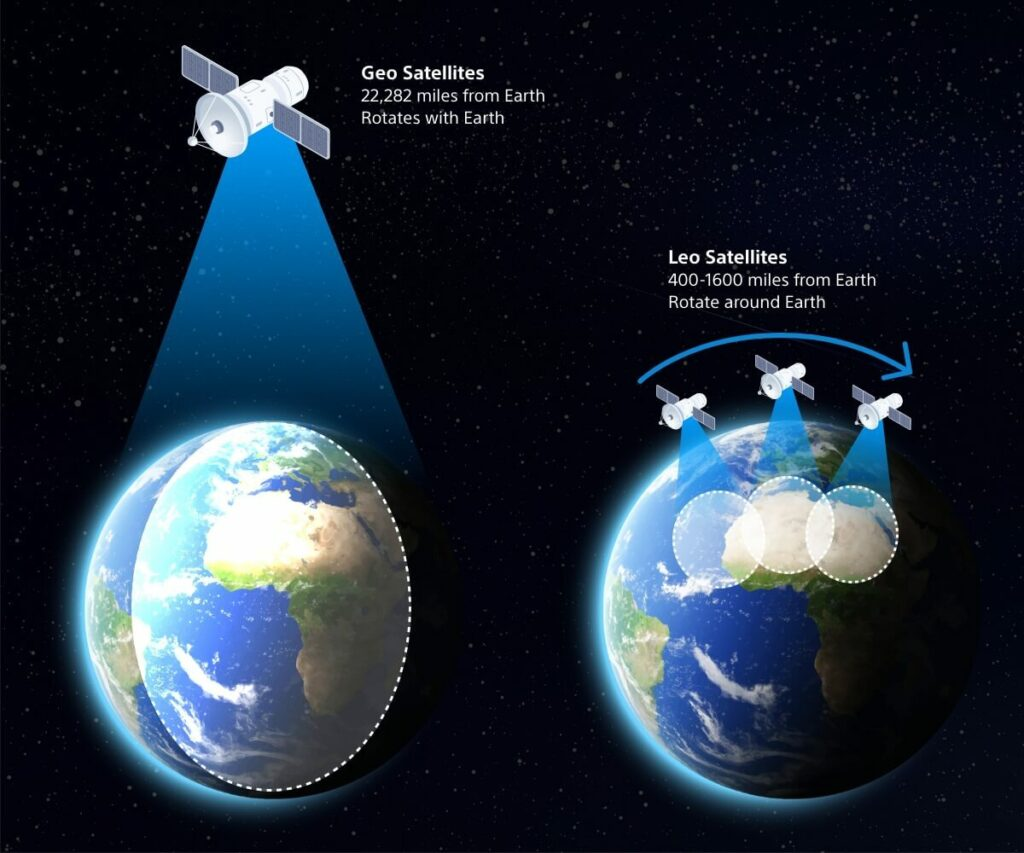 Geo Satellites
22,282 miles from Earth
Rotates with Earth
Leo Satellites
400-1600 miles from Earth
Rotate around Earth